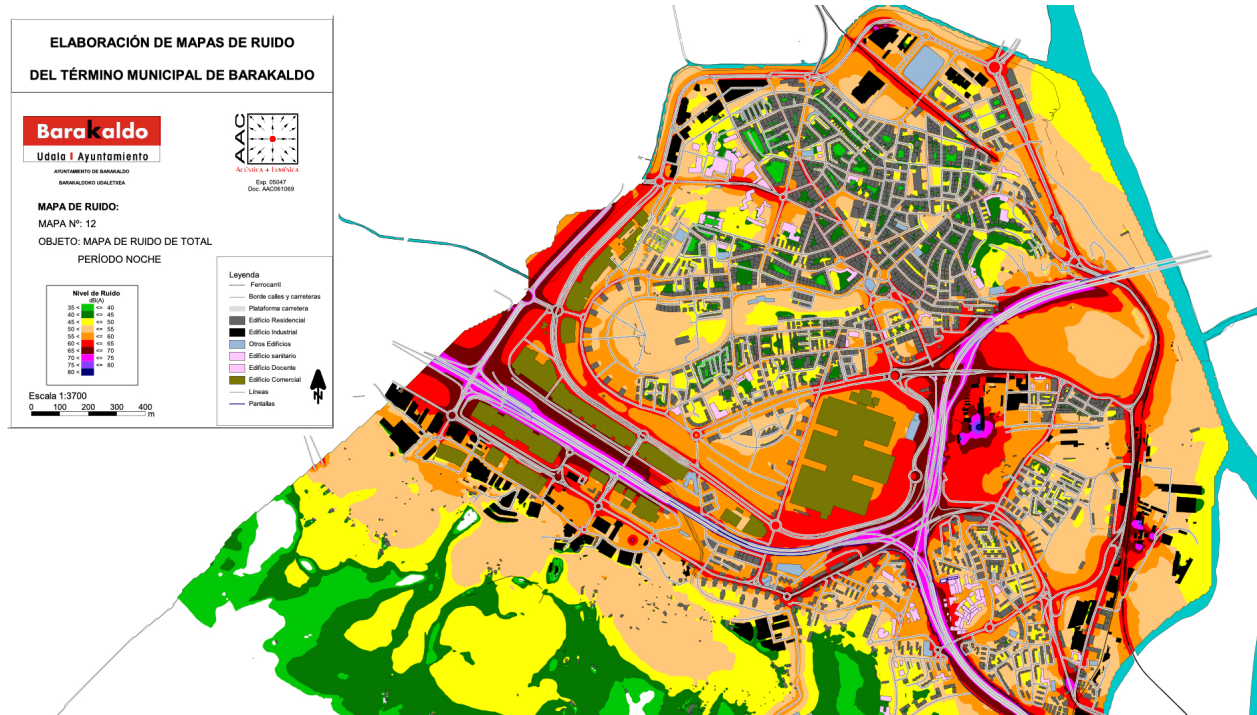 ELABORACIÓN DE MAPAS DE RUIDO
DEL TÉRMINO MUNICIPAL DE BARAKALDO
Barakaldo
Udala Ayuntamiento
AYUNTAMIENTO DE BARAKALDO
BARAKALDOKO UDALETXEA
AAC
ACÚSTICA + LUMÍNICA
Exp. 05047
Doc. AAC061069
MAPA DE RUIDO:
MAPA Nº: 12
OBJETO: MAPA DE RUIDO DE TOTAL
PERÍODO NOCHE
Nivel de Ruido
dB(A)
35 < <= 40
40 < <= 45
45 < <= 50
50 < <= 55
55 < <= 60
60 < <= 65
65 < <= 70
70 < <= 75
75 < <= 80
80 <
Escala 1:3700
0 100 200 300 400
m
Leyenda
Ferrocarril
Borde calles y carreteras
Plataforma carretera
Edificio Residencial
Edificio Industrial
Otros Edificios
Edificio sanitario
Edificio Docente
Edificio Comercial
Líneas
Pantallas
N